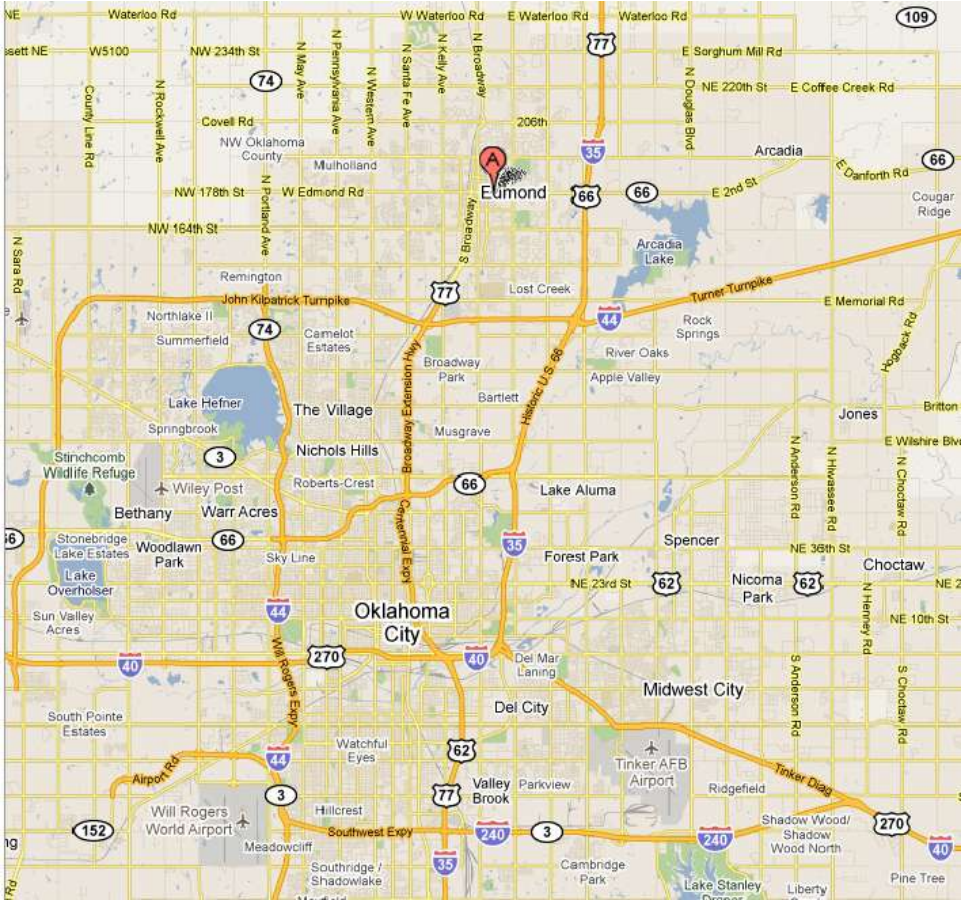 NE
Waterloo Rd
W Waterloo Rd
E Waterloo Rd
Waterloo Rd
109
ssett NE
W5100
NW 234th St
N May Ave
N Pennsylvania Ave
N Western Ave
N Santa Fe Ave
N Kelly Ave
N Broadway
77
E Sorghum Mill Rd
74
County Line Rd
N Rockwell Ave
N Douglas Blvd
NE 220th St
E Coffee Creek Rd
Covell Rd
206th
NW Oklahoma
County
Mulholland
A
35
Arcadia
66
E Danforth Rd
NW 178th St
N Portland Ave
W Edmond Rd
Edmond
66
66
E 2nd St
Cougar
Ridge
NW 164th St
S Broadway
N Sara Rd
Arcadia
Lake
Remington
77
Lost Creek
Turner Turnpike
John Kilpatrick Turnpike
E Memorial Rd
Northlake II
74
44
Rock
Springs
Hogback Rd
Summerfield
Camelot
Estates
Broadway Extension Hwy
Historic U.S. 66
River Oaks
Broadway
Park
Apple Valley
Lake Hefner
The Village
Bartlett
Jones
Britton
Springbrook
Musgrave
Nichols Hills
3
E Wilshire Blvd
Stinchcomb
Wildlife Refuge
N Anderson Rd
N Hiwassee Rd
N Choctaw Rd
Wiley Post
Roberts-Crest
66
Lake Aluma
Bethany
Warr Acres
Centennial Expy
66
Stonebridge
Lake Estates
Woodlawn
Park
66
35
Spencer
NE 36th St
Sky Line
Forest Park
Choctaw
Lake
Overholser
NE 23rd St
62
Nicoma
Park
62
NE 2
Sun Valley
Acres
44
Oklahoma
City
N Henney Rd
NE 10th St
Will Rogers Expy
40
270
40
Del Mar
Laning
S Anderson Rd
S Choctaw Rd
Midwest City
South Pointe
Estates
Del City
Watchful
Eyes
62
44
Airport Rd
Tinker AFB
Airport
Tinker Diag
3
77
Valley
Brook
Parkview
Ridgefield
Will Rogers
World Airport
Hillcrest
152
Southwest Expy
240
3
240
Shadow Wood/
Shadow
Wood North
270
ng
Meadowcliff
40
Rd
Southridge /
Shadowlake
35
Cambridge
Park
Pine Tree
Lake Stanley
Liberty